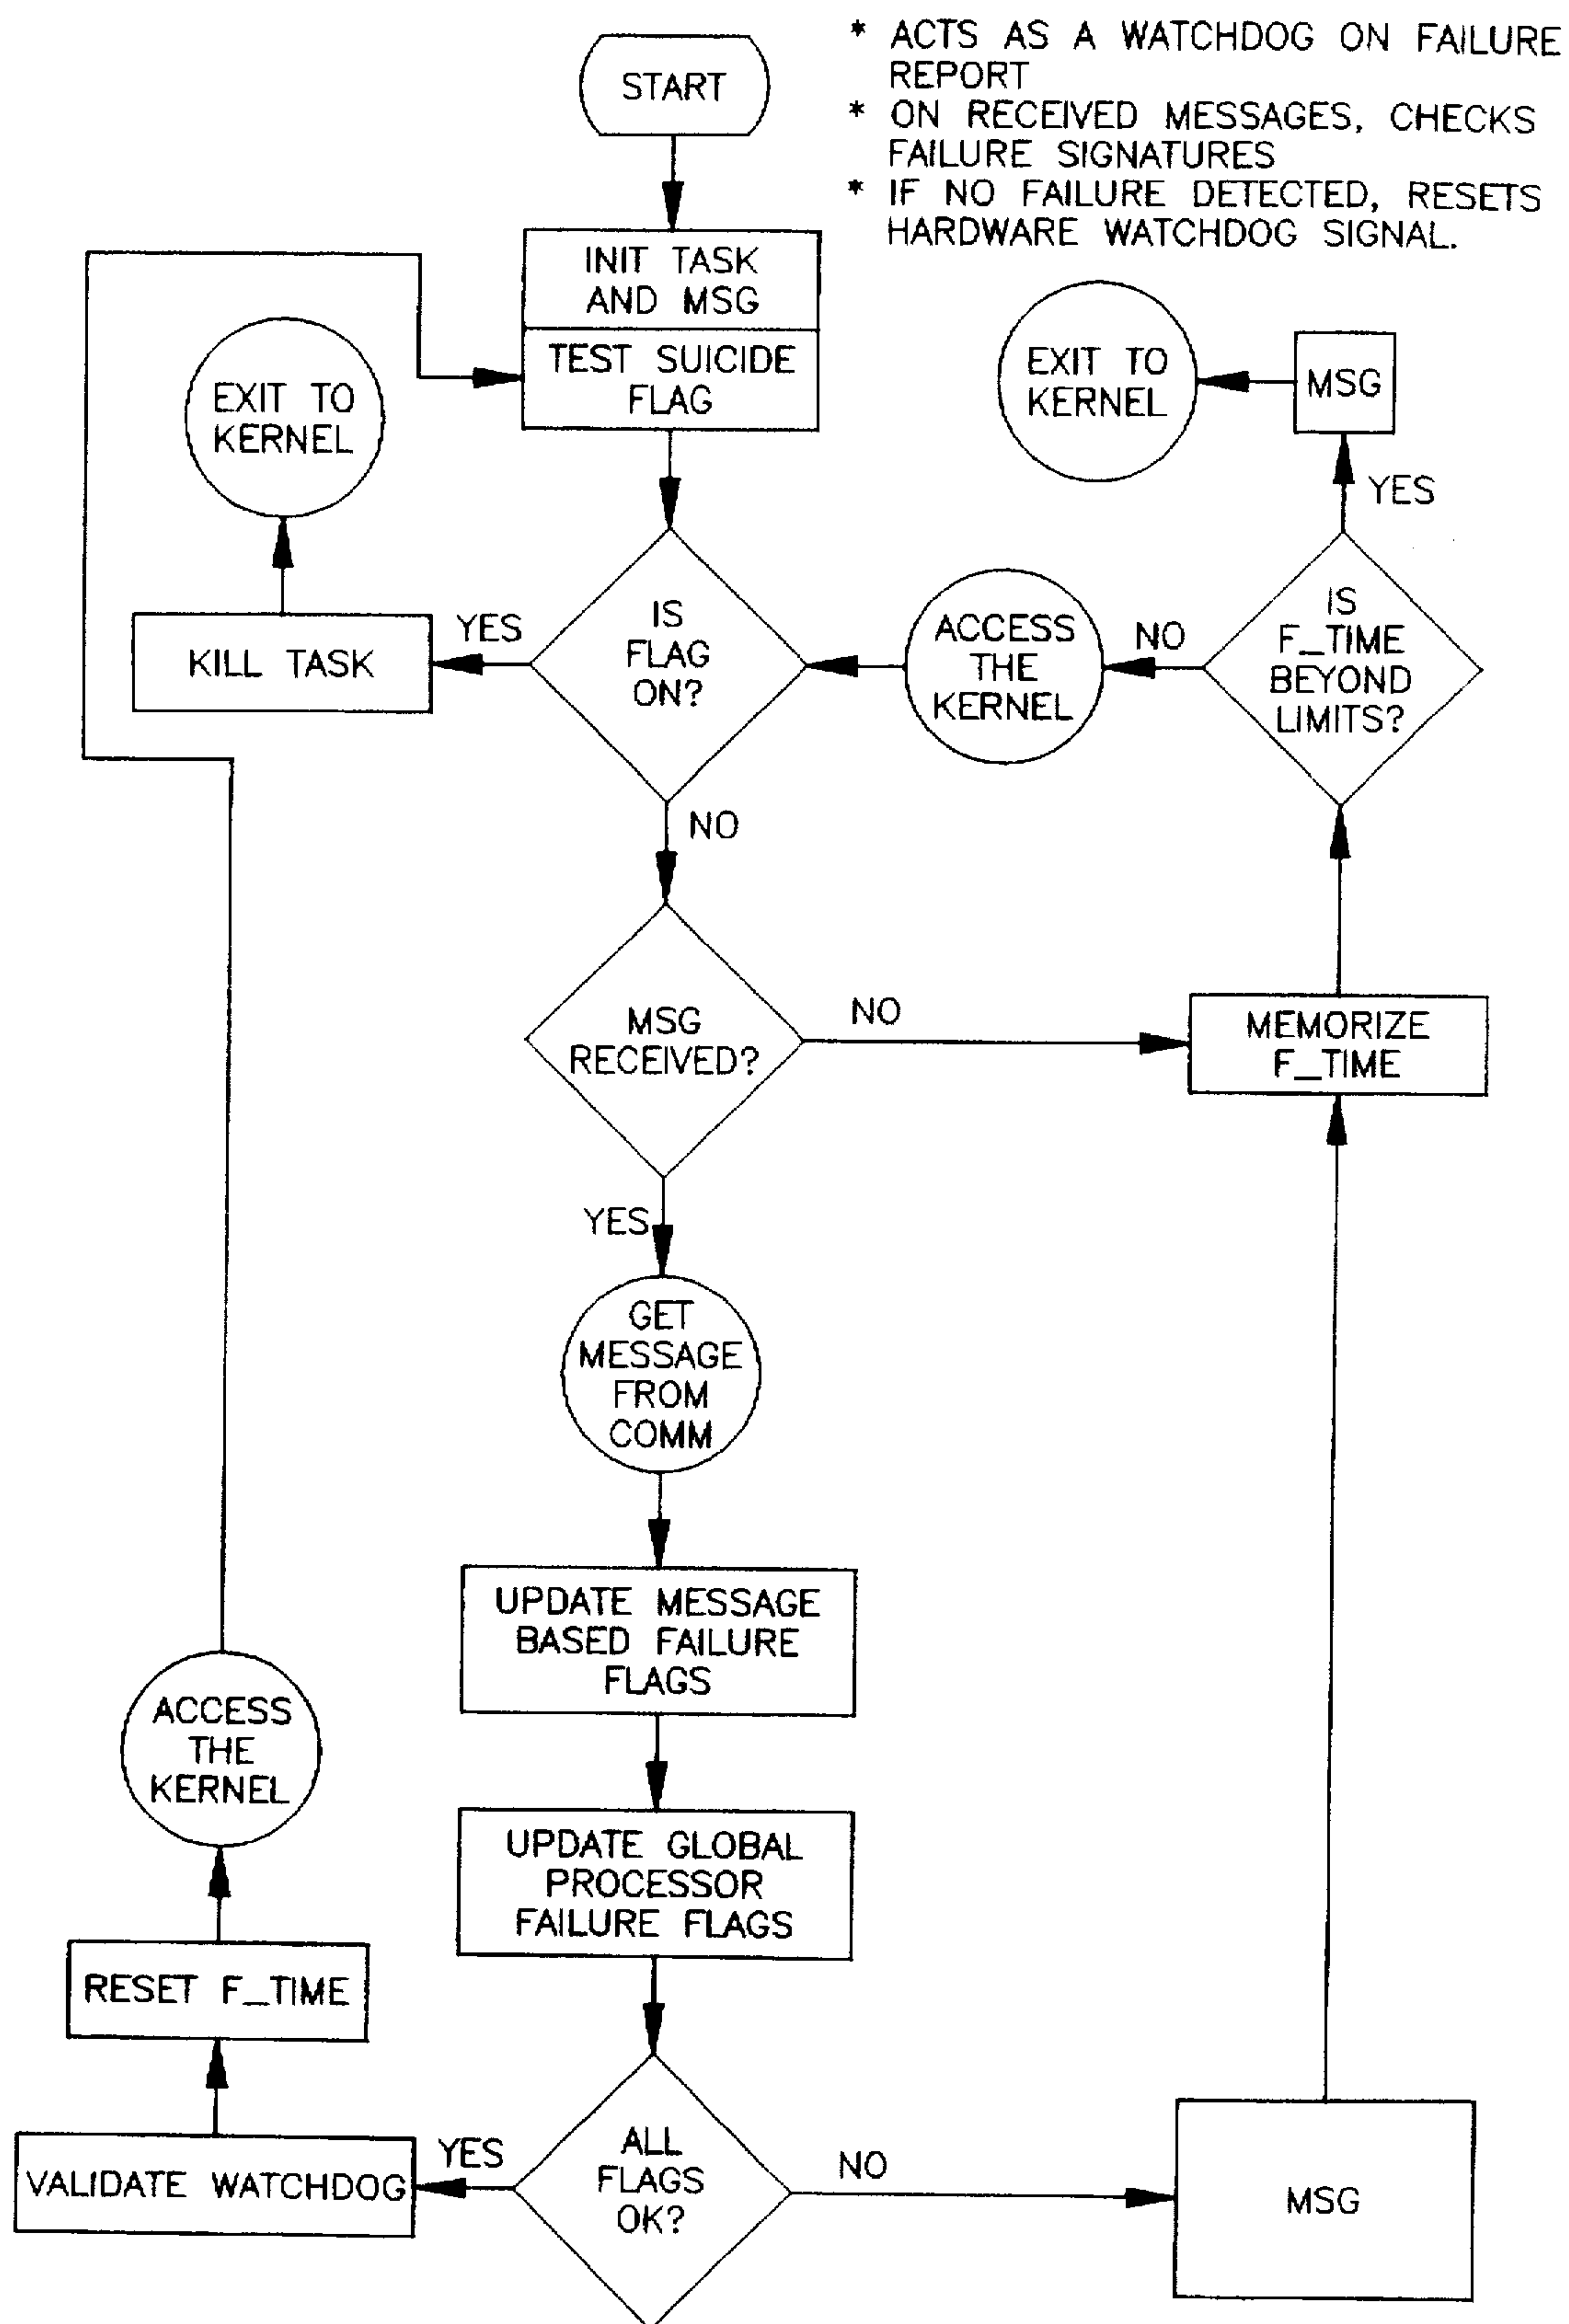 * ACTS AS A WATCHDOG ON FAILURE
REPORT
* ON RECEIVED MESSAGES, CHECKS
FAILURE SIGNATURES
* IF NO FAILURE DETECTED, RESETS
HARDWARE WATCHDOG SIGNAL.
START
INIT TASK
AND MSG
TEST SUICIDE
FLAG
EXIT TO
KERNEL
EXIT TO
KERNEL
MSG
YES
IS
FLAG
ON?
YES
KILL TASK
ACCESS
THE
KERNEL
NO
IS
F_TIME
BEYOND
LIMITS?
NO
MSG
RECEIVED?
NO
MEMORIZE
F_TIME
YES
GET
MESSAGE
FROM
COMM
UPDATE MESSAGE
BASED FAILURE
FLAGS
ACCESS
THE
KERNEL
UPDATE GLOBAL
PROCESSOR
FAILURE FLAGS
RESET F_TIME
ALL
FLAGS
OK?
YES
VALIDATE WATCHDOG
NO
MSG